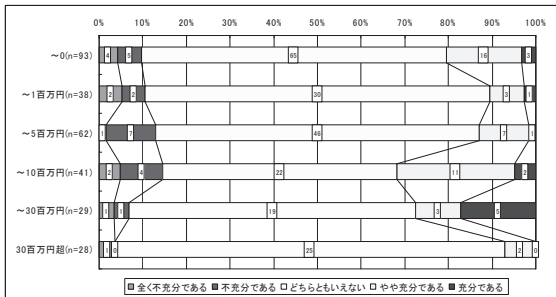 0% 10% 20% 30% 40% 50% 60% 70% 80% 90% 100%
～0(n=93) 4 5 65 16 3
～1百万円(n=38) 2 2 30 3 1
～5百万円(n=62) 1 7 46 7 1
～10百万円(n=41) 2 4 22 11 2
～30百万円(n=29) 1 1 19 3 5
30百万円超(n=28) 1 0 25 2 0
全く不充分である 不充分である どちらともいえない やや充分である 充分である